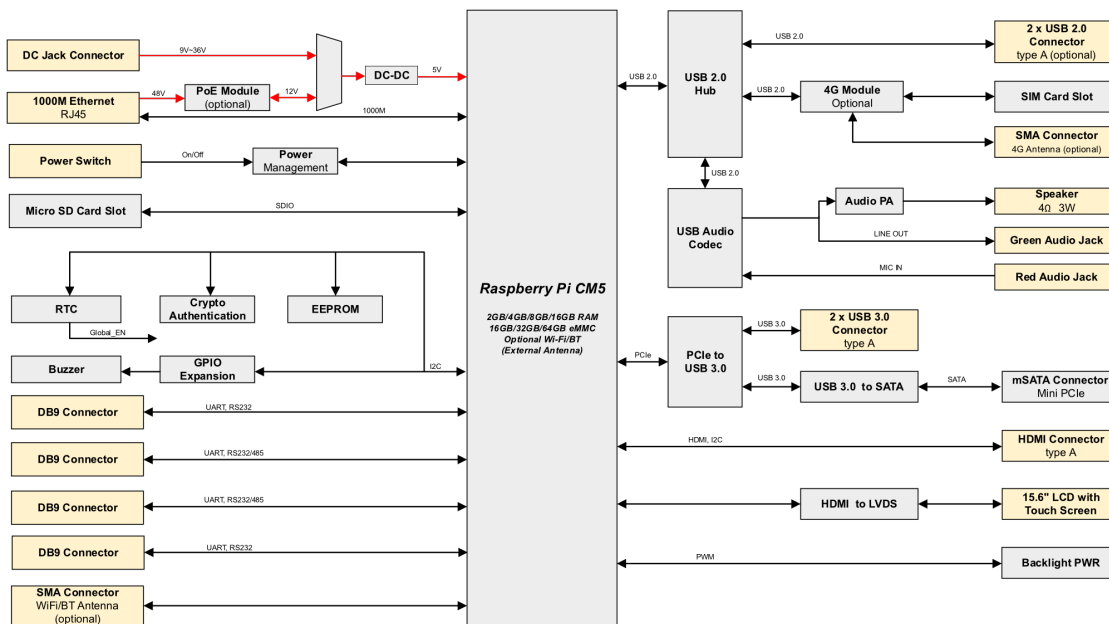 DC Jack Connector
9V~36V
1000M Ethernet
RJ45
48V
PoE Module
(optional)
12V
DC-DC
5V
1000M
Power Switch
On/Off
Power
Management
Micro SD Card Slot
SDIO
RTC
Crypto
Authentication
EEPROM
Global_EN
Buzzer
GPIO
Expansion
I2C
DB9 Connector
UART, RS232
DB9 Connector
UART, RS232/485
DB9 Connector
UART, RS232/485
DB9 Connector
UART, RS232
SMA Connector
WiFi/BT Antenna
(optional)
Raspberry Pi CM5
2GB/4GB/8GB/16GB RAM
16GB/32GB/64GB eMMC
Optional Wi-Fi/BT
(External Antenna)
USB 2.0
USB 2.0
Hub
USB 2.0
2 x USB 2.0
Connector
type A (optional)
USB 2.0
4G Module
Optional
SIM Card Slot
SMA Connector
4G Antenna (optional)
USB 2.0
USB Audio
Codec
Audio PA
Speaker
4Ω 3W
LINE OUT
Green Audio Jack
MIC IN
Red Audio Jack
PCIe
PCIe to
USB 3.0
USB 3.0
2 x USB 3.0
Connector
type A
USB 3.0
USB 3.0 to SATA
SATA
mSATA Connector
Mini PCIe
HDMI, I2C
HDMI Connector
type A
HDMI to LVDS
15.6" LCD with
Touch Screen
PWM
Backlight PWR